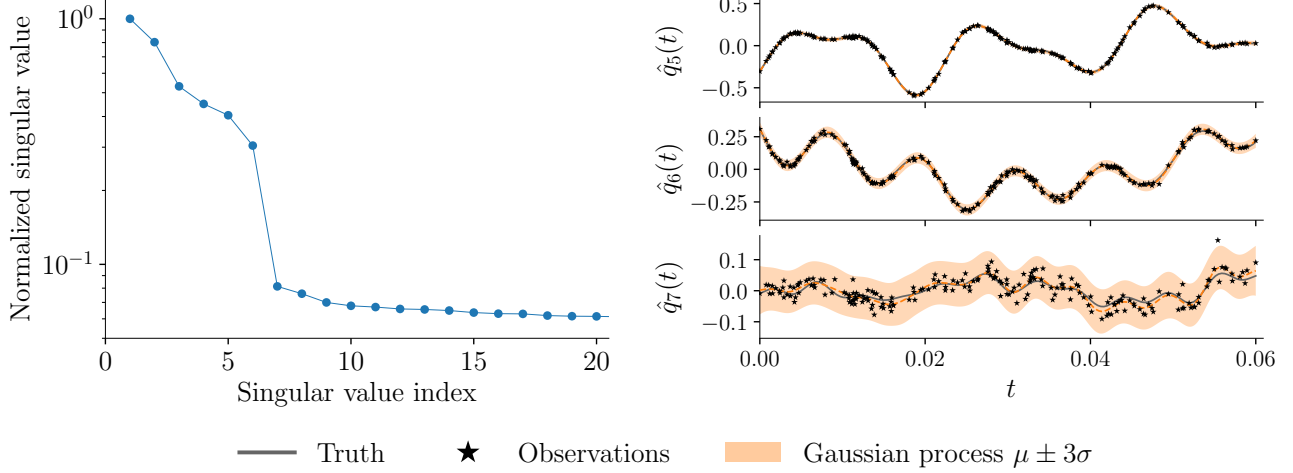 Normalized singular value
10⁰
10⁻¹
0 5 10 15 20
Singular value index
q̂₅(t)
0.5
0.0
−0.5
q̂₆(t)
0.25
0.00
−0.25
q̂₇(t)
0.1
0.0
−0.1
0.00 0.02 0.04 0.06
t
Truth Observations Gaussian process μ ± 3σ